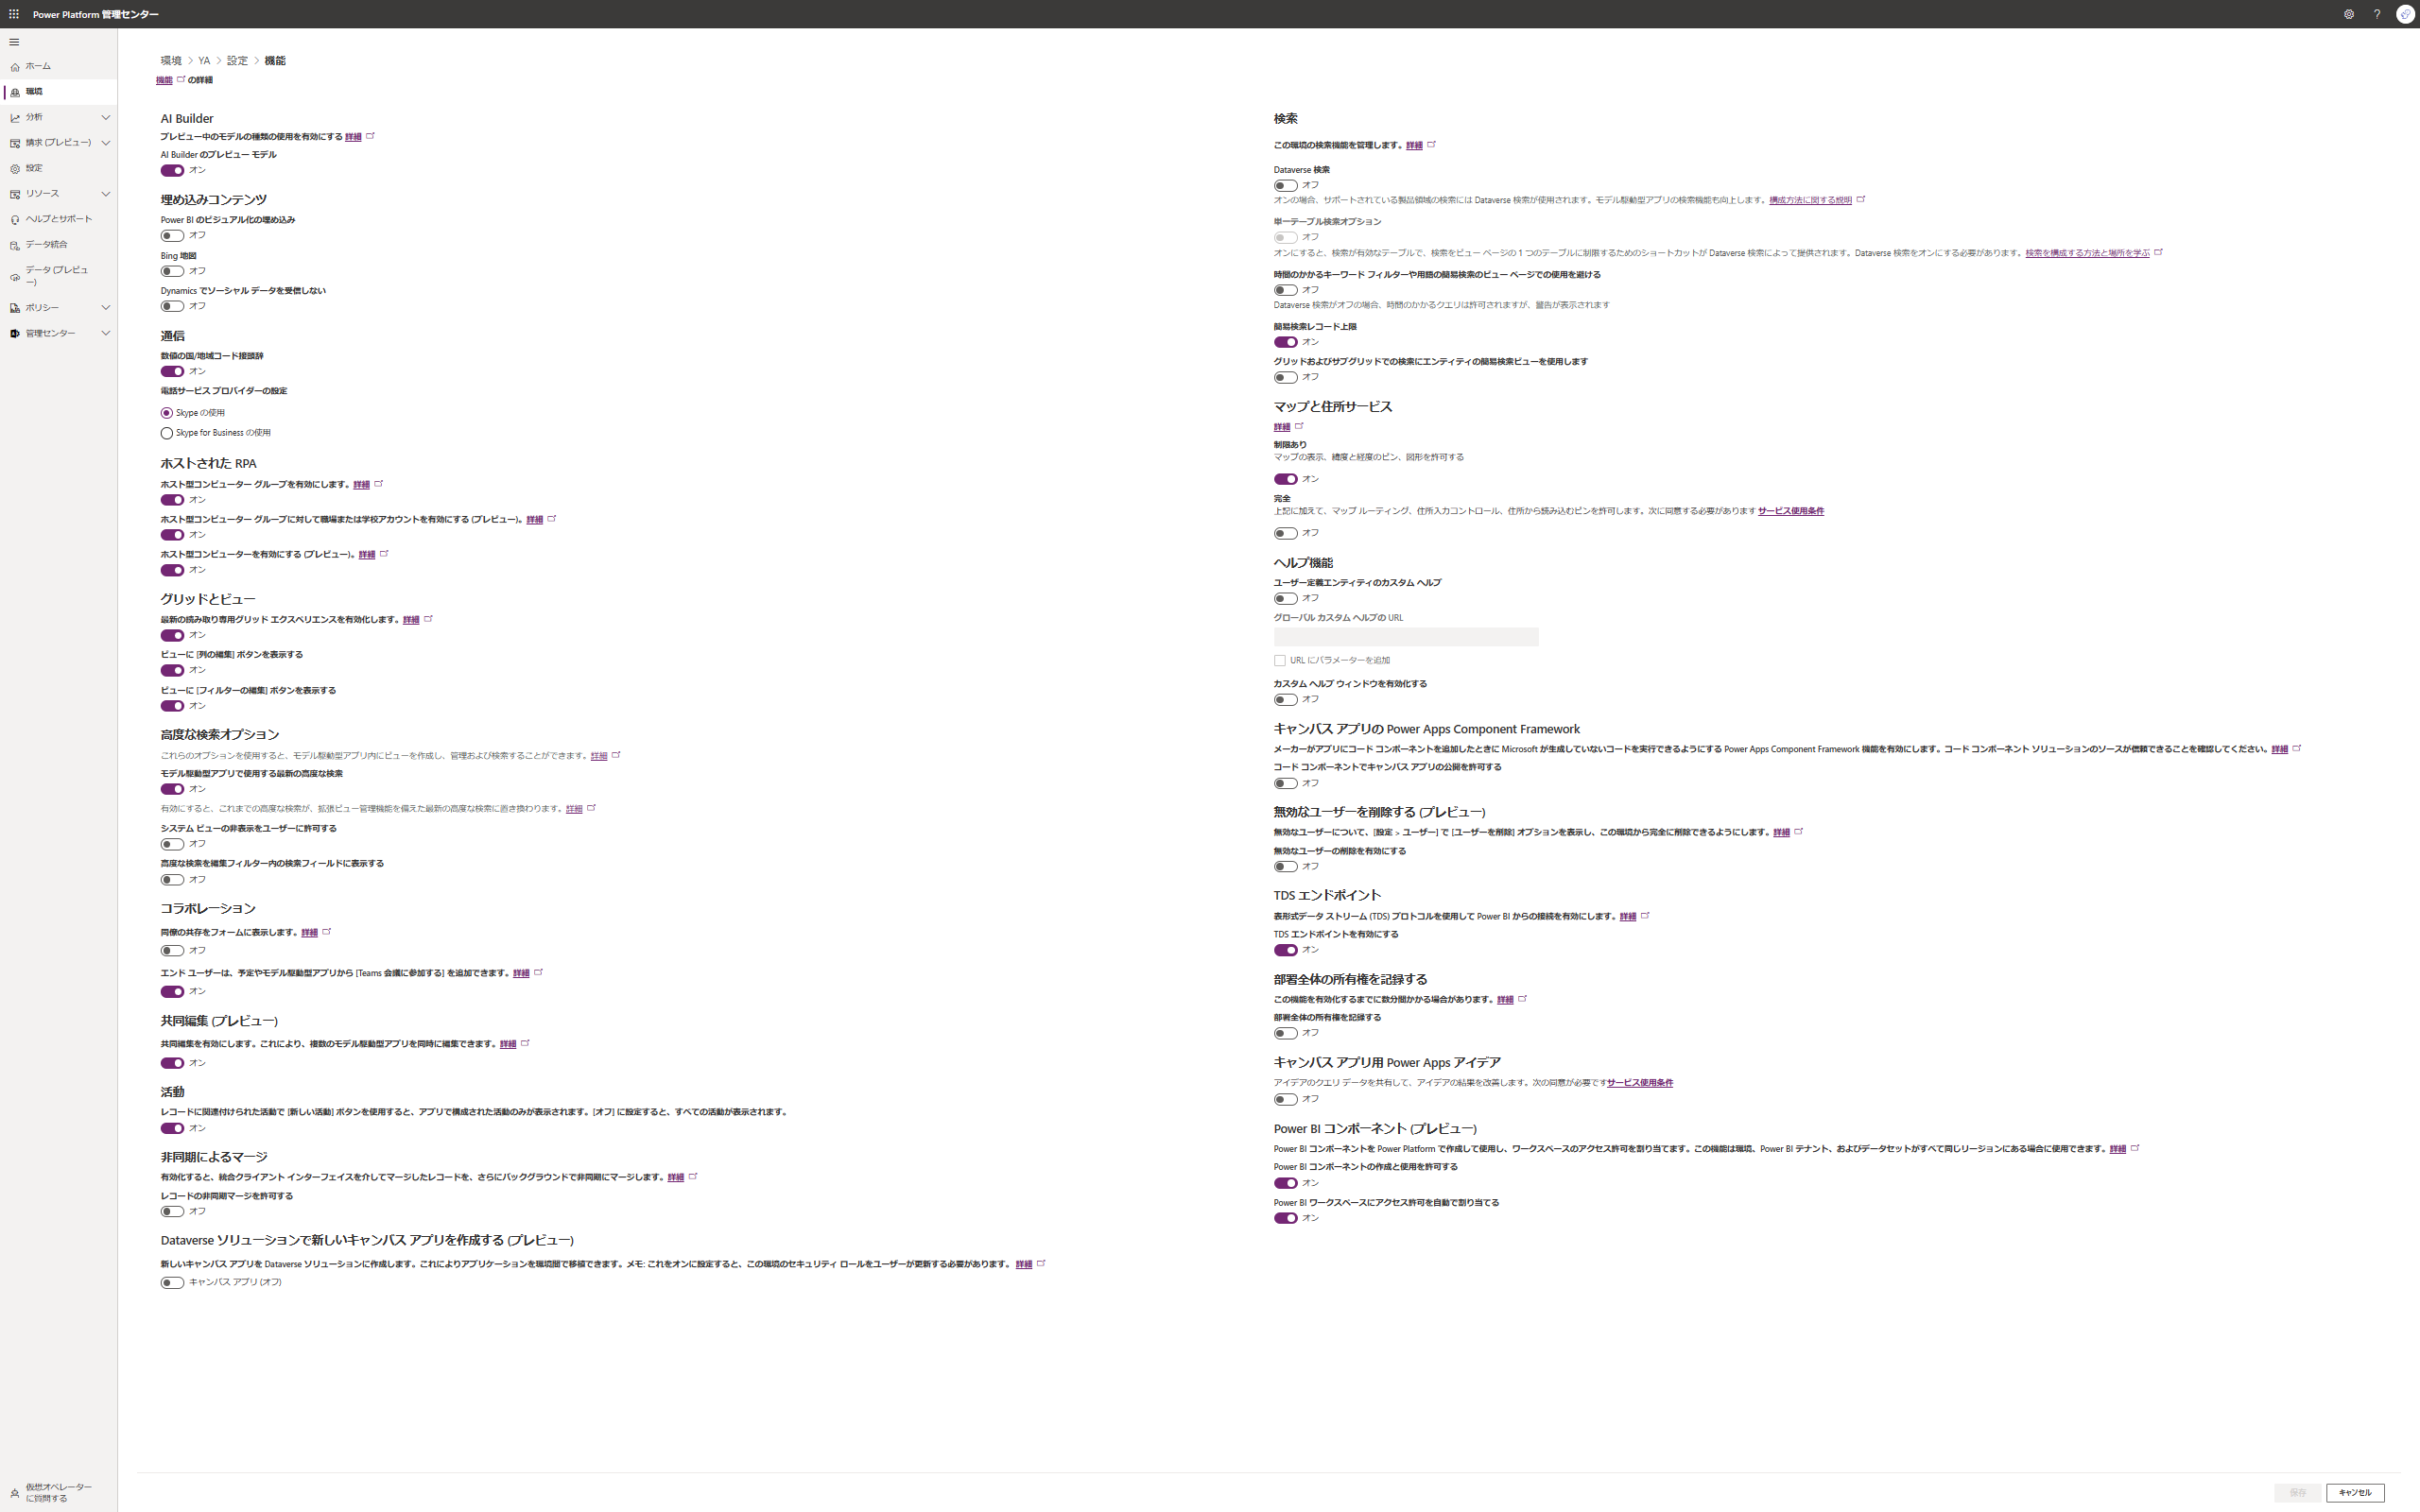 Power Platform 管理センター
ホーム
環境
分析
請求 (プレビュー)
設定
リソース
ヘルプとサポート
データ統合
データ (プレビュ
ー)
ポリシー
管理センター
仮想オペレーター
に質問する
環境 > YA > 設定 > 機能
機能 の詳細
AI Builder
プレビュー中のモデルの種類の使用を有効にする 詳細
AI Builder のプレビュー モデル
オン
埋め込みコンテンツ
Power BI のビジュアル化の埋め込み
オフ
Bing 地図
オフ
Dynamics でソーシャル データを受信しない
オフ
通信
数値の国/地域コード接頭辞
オン
電話サービス プロバイダーの設定
Skype の使用
Skype for Business の使用
ホストされた RPA
ホスト型コンピューター グループを有効にします。詳細
オン
ホスト型コンピューター グループに対して職場または学校アカウントを有効にする (プレビュー)。詳細
オン
ホスト型コンピューターを有効にする (プレビュー)。詳細
オン
グリッドとビュー
最新の読み取り専用グリッド エクスペリエンスを有効化します。詳細
オン
ビューに [列の編集] ボタンを表示する
オン
ビューに [フィルターの編集] ボタンを表示する
オン
高度な検索オプション
これらのオプションを使用すると、モデル駆動型アプリ内にビューを作成し、管理および検索することができます。詳細
モデル駆動型アプリで使用する最新の高度な検索
オン
有効にすると、これまでの高度な検索が、拡張ビュー管理機能を備えた最新の高度な検索に置き換わります。詳細
システム ビューの非表示をユーザーに許可する
オフ
高度な検索を編集フィルター内の検索フィールドに表示する
オフ
コラボレーション
同僚の共存をフォームに表示します。詳細
オフ
エンド ユーザーは、予定やモデル駆動型アプリから [Teams 会議に参加する] を追加できます。詳細
オン
共同編集 (プレビュー)
共同編集を有効にします。これにより、複数のモデル駆動型アプリを同時に編集できます。詳細
オン
活動
レコードに関連付けられた活動で [新しい活動] ボタンを使用すると、アプリで構成された活動のみが表示されます。[オフ] に設定すると、すべての活動が表示されます。
オン
非同期によるマージ
有効化すると、統合クライアント インターフェイスを介してマージしたレコードを、さらにバックグラウンドで非同期にマージします。詳細
レコードの非同期マージを許可する
オフ
Dataverse ソリューションで新しいキャンバス アプリを作成する (プレビュー)
新しいキャンバス アプリを Dataverse ソリューションに作成します。これによりアプリケーションを環境間で移植できます。メモ: これをオンに設定すると、この環境のセキュリティ ロールをユーザーが更新する必要があります。 詳細
キャンバス アプリ (オフ)
検索
この環境の検索機能を管理します。詳細
Dataverse 検索
オフ
オンの場合、サポートされている製品領域の検索には Dataverse 検索が使用されます。モデル駆動型アプリの検索機能も向上します。構成方法に関する説明
単一テーブル検索オプション
オフ
オンにすると、検索が有効なテーブルで、検索をビュー ページの 1 つのテーブルに制限するためのショートカットが Dataverse 検索によって提供されます。Dataverse 検索をオンにする必要があります。検索を構成する方法と場所を学ぶ
時間のかかるキーワード フィルターや用語の簡易検索のビュー ページでの使用を避ける
オフ
Dataverse 検索がオフの場合、時間のかかるクエリは許可されますが、警告が表示されます
簡易検索レコード上限
オン
グリッドおよびサブグリッドでの検索にエンティティの簡易検索ビューを使用します
オフ
マップと住所サービス
詳細
制限あり
マップの表示、緯度と経度のピン、図形を許可する
オン
完全
上記に加えて、マップ ルーティング、住所入力コントロール、住所から読み込むピンを許可します。次に同意する必要があります サービス使用条件
オフ
ヘルプ機能
ユーザー定義エンティティのカスタム ヘルプ
オフ
グローバル カスタム ヘルプの URL
URL にパラメーターを追加
カスタム ヘルプ ウィンドウを有効化する
オフ
キャンバス アプリの Power Apps Component Framework
メーカーがアプリにコード コンポーネントを追加したときに Microsoft が生成していないコードを実行できるようにする Power Apps Component Framework 機能を有効にします。コード コンポーネント ソリューションのソースが信頼できることを確認してください。詳細
コード コンポーネントでキャンバス アプリの公開を許可する
オフ
無効なユーザーを削除する (プレビュー)
無効なユーザーについて、[設定 > ユーザー] で [ユーザーを削除] オプションを表示し、この環境から完全に削除できるようにします。詳細
無効なユーザーの削除を有効にする
オフ
TDS エンドポイント
表形式データ ストリーム (TDS) プロトコルを使用して Power BI からの接続を有効にします。詳細
TDS エンドポイントを有効にする
オン
部署全体の所有権を記録する
この機能を有効化するまでに数分間かかる場合があります。詳細
部署全体の所有権を記録する
オフ
キャンバス アプリ用 Power Apps アイデア
アイデアのクエリ データを共有して、アイデアの結果を改善します。次の同意が必要ですサービス使用条件
オフ
Power BI コンポーネント (プレビュー)
Power BI コンポーネントを Power Platform で作成して使用し、ワークスペースのアクセス許可を割り当てます。この機能は環境、Power BI テナント、およびデータセットがすべて同じリージョンにある場合に使用できます。詳細
Power BI コンポーネントの作成と使用を許可する
オン
Power BI ワークスペースにアクセス許可を自動で割り当てる
オン
保存
キャンセル